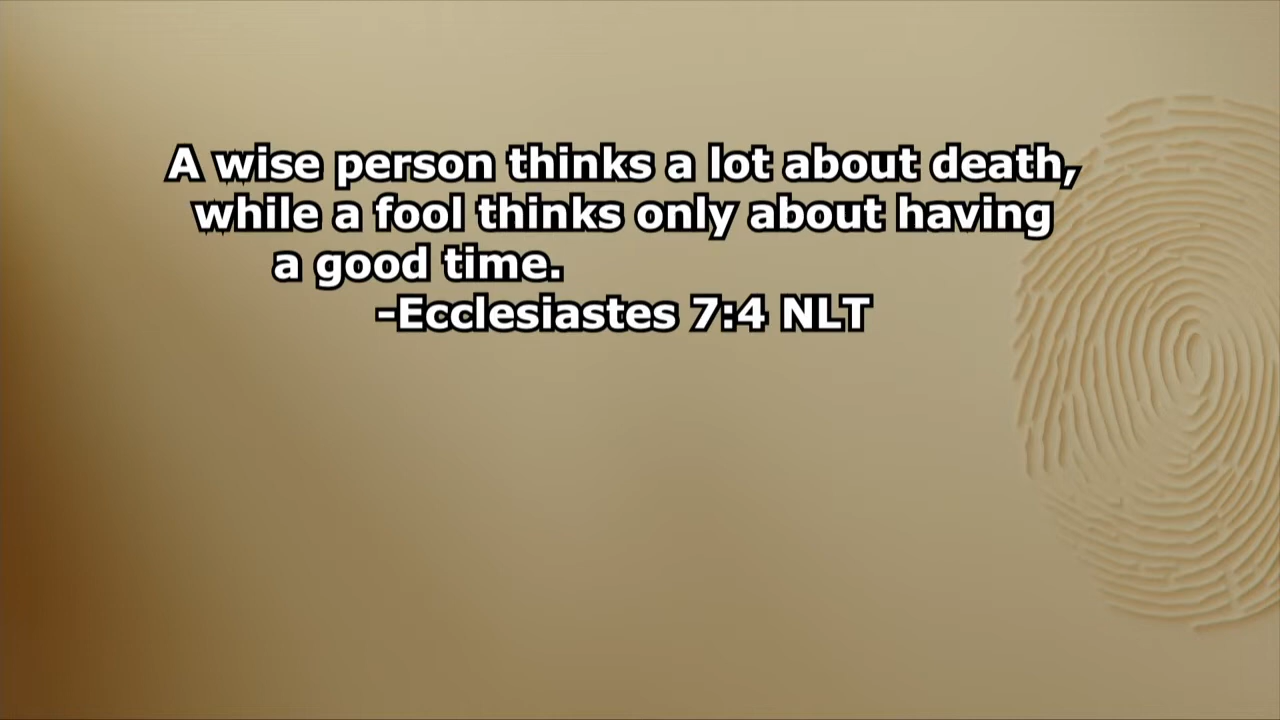 A wise person thinks a lot about death,
while a fool thinks only about having
a good time.
-Ecclesiastes 7:4 NLT